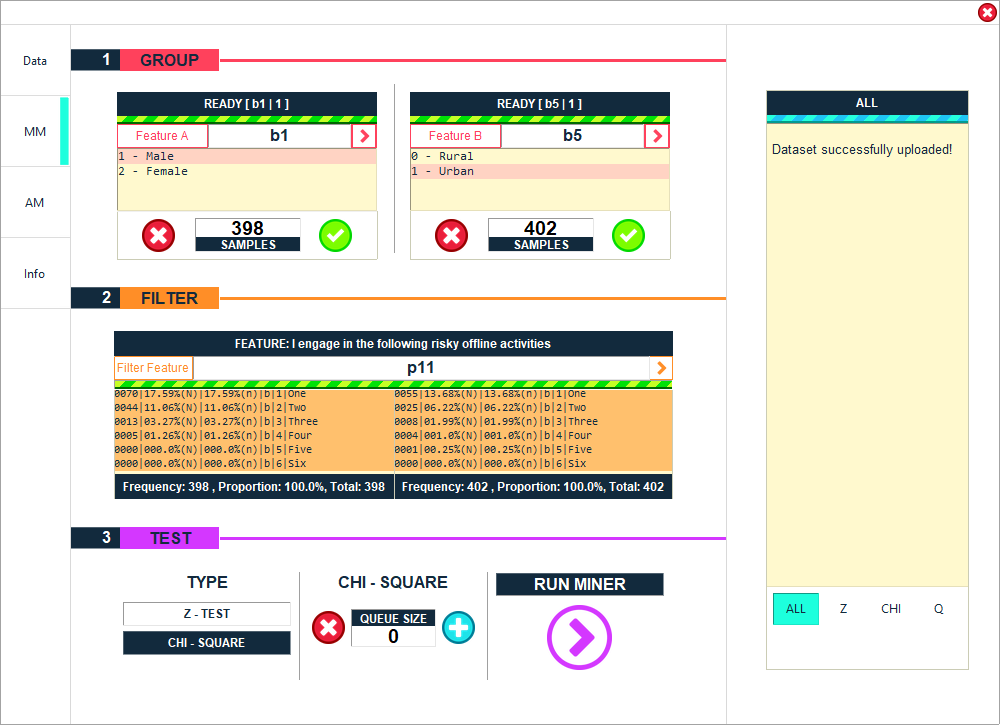 Data
MM
AM
Info
1 GROUP
READY [ b1 | 1 ]
Feature A b1
1 - Male
2 - Female
398
SAMPLES
READY [ b5 | 1 ]
Feature B b5
0 - Rural
1 - Urban
402
SAMPLES
2 FILTER
FEATURE: I engage in the following risky offline activities
Filter Feature p11
0070|17.59%(N)|17.59%(n)|b|1|One
0044|11.06%(N)|11.06%(n)|b|2|Two
0013|03.27%(N)|03.27%(n)|b|3|Three
0005|01.26%(N)|01.26%(n)|b|4|Four
0000|000.0%(N)|000.0%(n)|b|5|Five
0000|000.0%(N)|000.0%(n)|b|6|Six
Frequency: 398 , Proportion: 100.0%, Total: 398
0055|13.68%(N)|13.68%(n)|b|1|One
0025|06.22%(N)|06.22%(n)|b|2|Two
0008|01.99%(N)|01.99%(n)|b|3|Three
0004|001.0%(N)|001.0%(n)|b|4|Four
0001|00.25%(N)|00.25%(n)|b|5|Five
0000|000.0%(N)|000.0%(n)|b|6|Six
Frequency: 402 , Proportion: 100.0%, Total: 402
3 TEST
TYPE
Z - TEST
CHI - SQUARE
CHI - SQUARE
QUEUE SIZE
0
RUN MINER
ALL
Dataset successfully uploaded!
ALL Z CHI Q